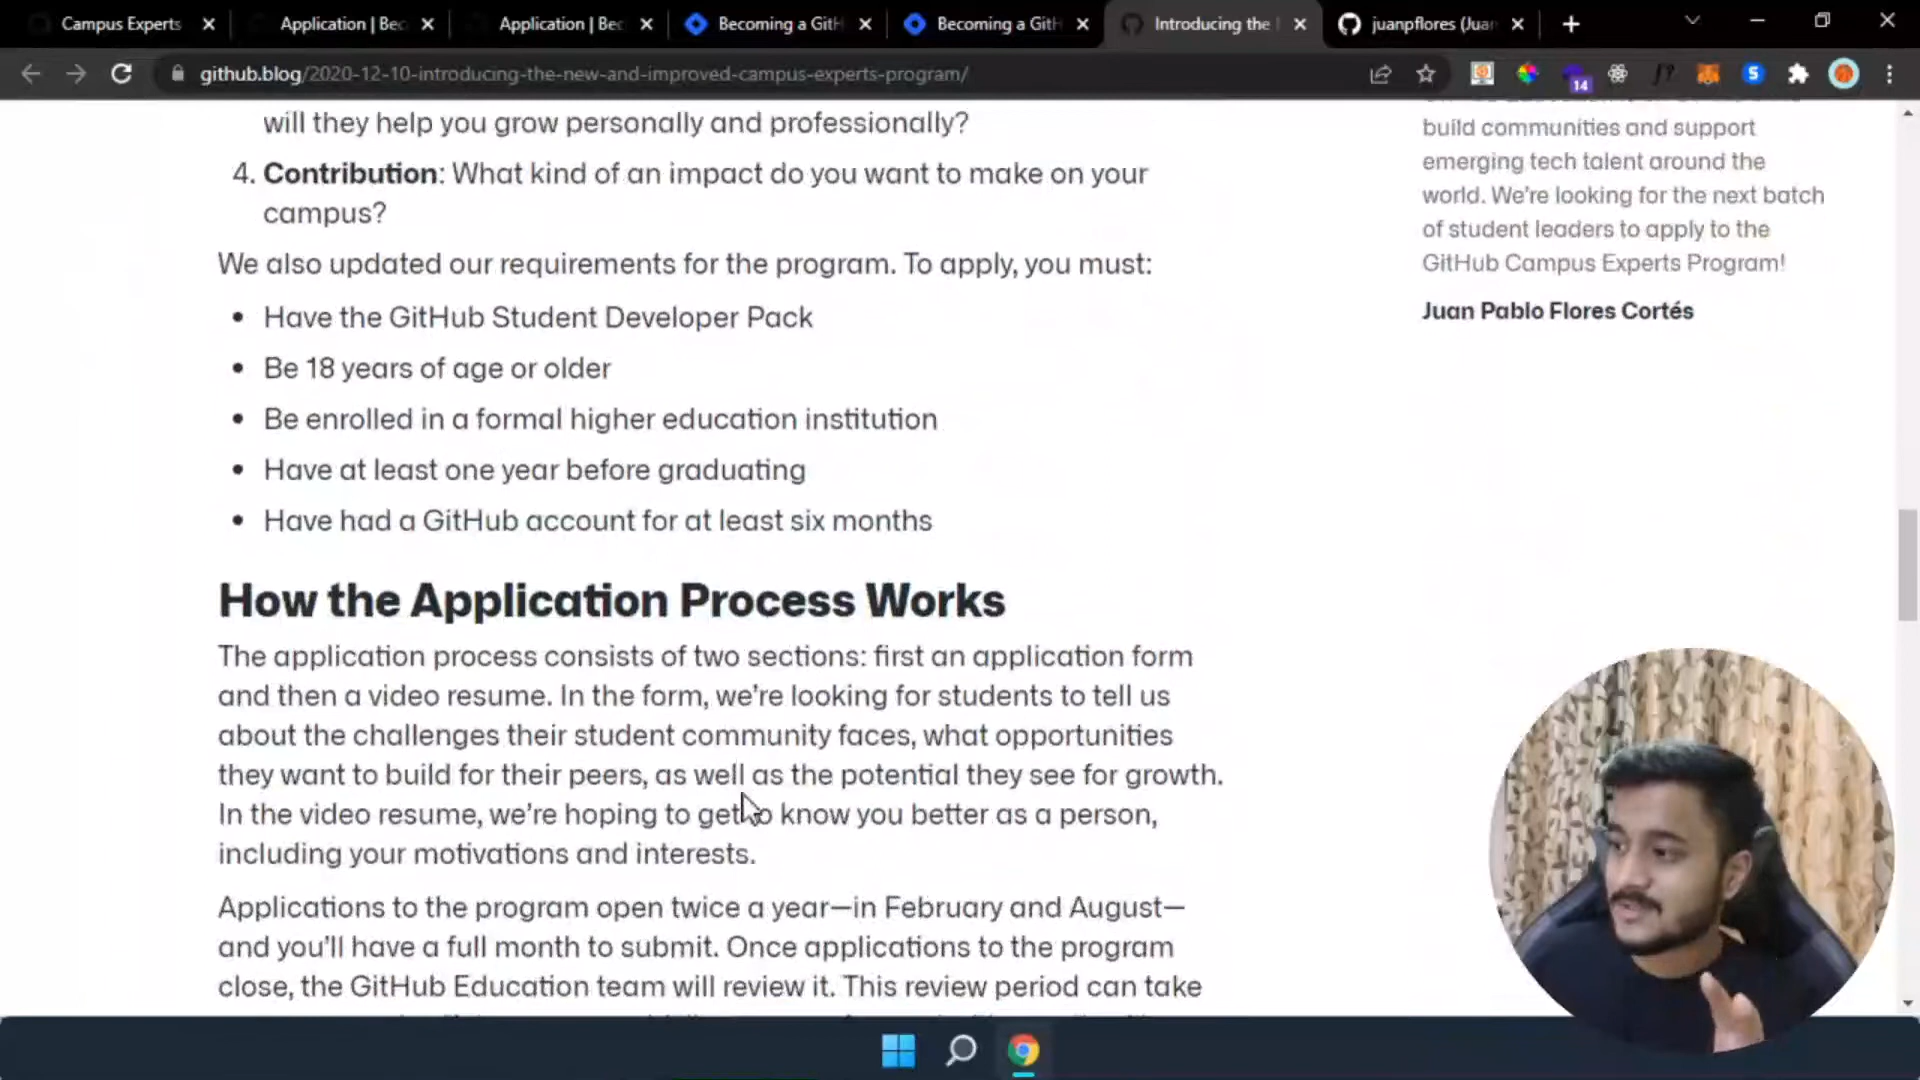 Campus Experts
Application | Bec
Application | Bec
Becoming a GitH
Becoming a GitH
Introducing the
juanpflores (Juan
github.blog/2020-12-10-introducing-the-new-and-improved-campus-experts-program/
14
S
will they help you grow personally and professionally?
4. Contribution: What kind of an impact do you want to make on your
campus?
We also updated our requirements for the program. To apply, you must:
• Have the GitHub Student Developer Pack
• Be 18 years of age or older
• Be enrolled in a formal higher education institution
• Have at least one year before graduating
• Have had a GitHub account for at least six months
How the Application Process Works
The application process consists of two sections: first an application form
and then a video resume. In the form, we're looking for students to tell us
about the challenges their student community faces, what opportunities
they want to build for their peers, as well as the potential they see for growth.
In the video resume, we're hoping to get to know you better as a person,
including your motivations and interests.
Applications to the program open twice a year—in February and August—
and you'll have a full month to submit. Once applications to the program
close, the GitHub Education team will review it. This review period can take
build communities and support
emerging tech talent around the
world. We're looking for the next batch
of student leaders to apply to the
GitHub Campus Experts Program!
Juan Pablo Flores Cortés